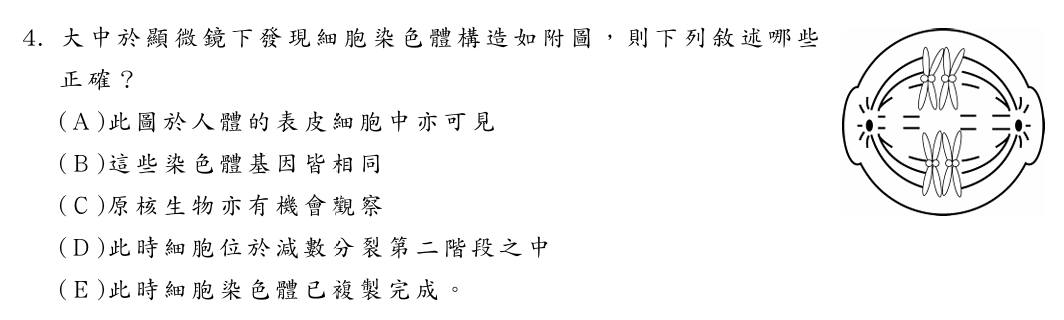 4. 大中於顯微鏡下發現細胞染色體構造如附圖，則下列敘述哪些
正確？
(A)此圖於人體的表皮細胞中亦可見
(B)這些染色體基因皆相同
(C)原核生物亦有機會觀察
(D)此時細胞位於減數分裂第二階段之中
(E)此時細胞染色體已複製完成。